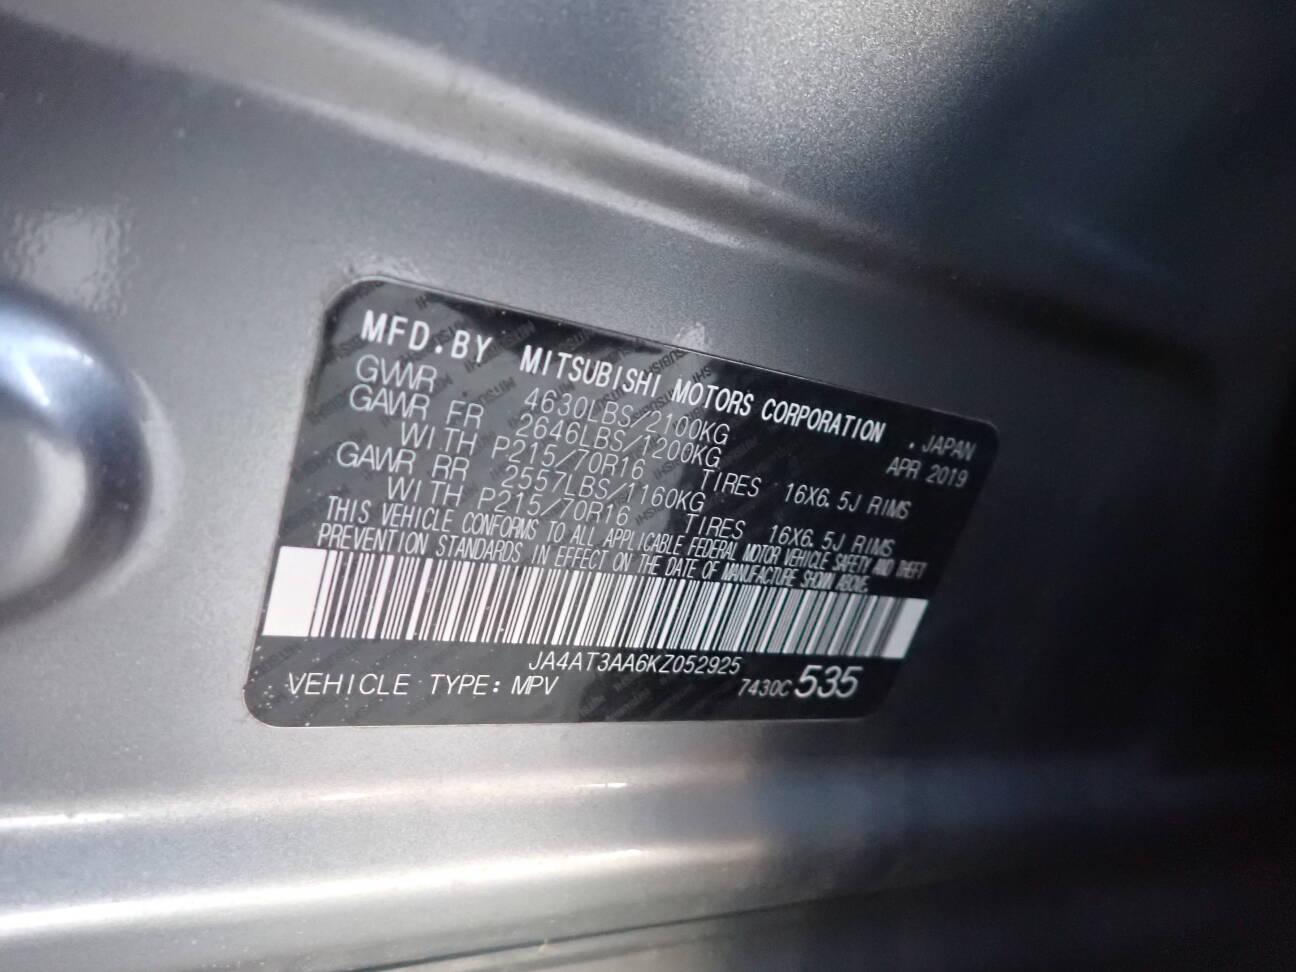 MFD.BY MITSUBISHI MOTORS CORPORATION , JAPAN
GVWR 4630LBS/2100KG APR 2019
GAWR FR 2646LBS/1200KG
WITH P215/70R16 TIRES 16X6.5J RIMS
GAWR RR 2557LBS/1160KG
WITH P215/70R16 TIRES 16X6.5J RIMS
THIS VEHICLE CONFORMS TO ALL APPLICABLE FEDERAL MOTOR VEHICLE SAFETY AND THEFT
PREVENTION STANDARDS IN EFFECT ON THE DATE OF MANUFACTURE SHOWN ABOVE.
JA4AT3AA6KZ052925
VEHICLE TYPE: MPV 7430C 535